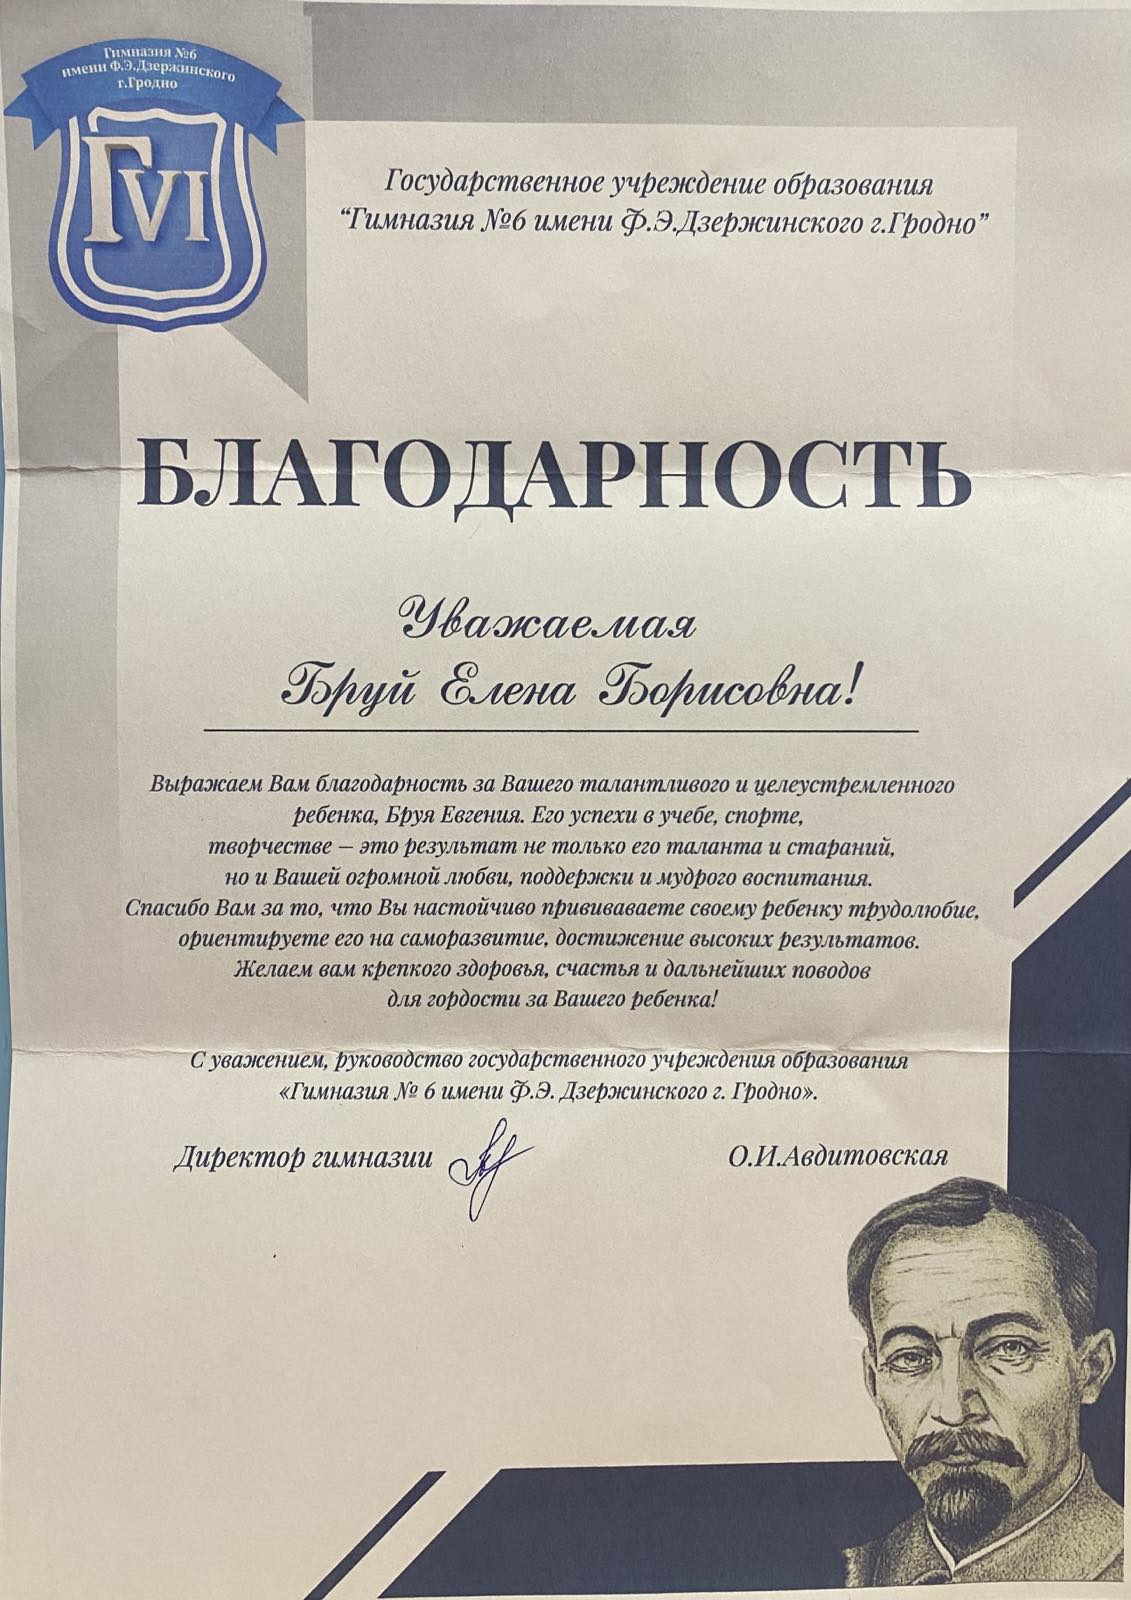 Гимназия №6
имени Ф.Э.Дзержинского
г.Гродно
ГVI
Государственное учреждение образования
“Гимназия №6 имени Ф.Э.Дзержинского г.Гродно”
БЛАГОДАРНОСТЬ
Уважаемая
Бруй Елена Борисовна!
Выражаем Вам благодарность за Вашего талантливого и целеустремленного
ребенка, Бруя Евгения. Его успехи в учебе, спорте,
творчестве – это результат не только его таланта и стараний,
но и Вашей огромной любви, поддержки и мудрого воспитания.
Спасибо Вам за то, что Вы настойчиво прививаваете своему ребенку трудолюбие,
ориентируете его на саморазвитие, достижение высоких результатов.
Желаем вам крепкого здоровья, счастья и дальнейших поводов
для гордости за Вашего ребенка!
С уважением, руководство государственного учреждения образования
«Гимназия № 6 имени Ф.Э. Дзержинского г. Гродно».
Директор гимназии О.И.Авдитовская